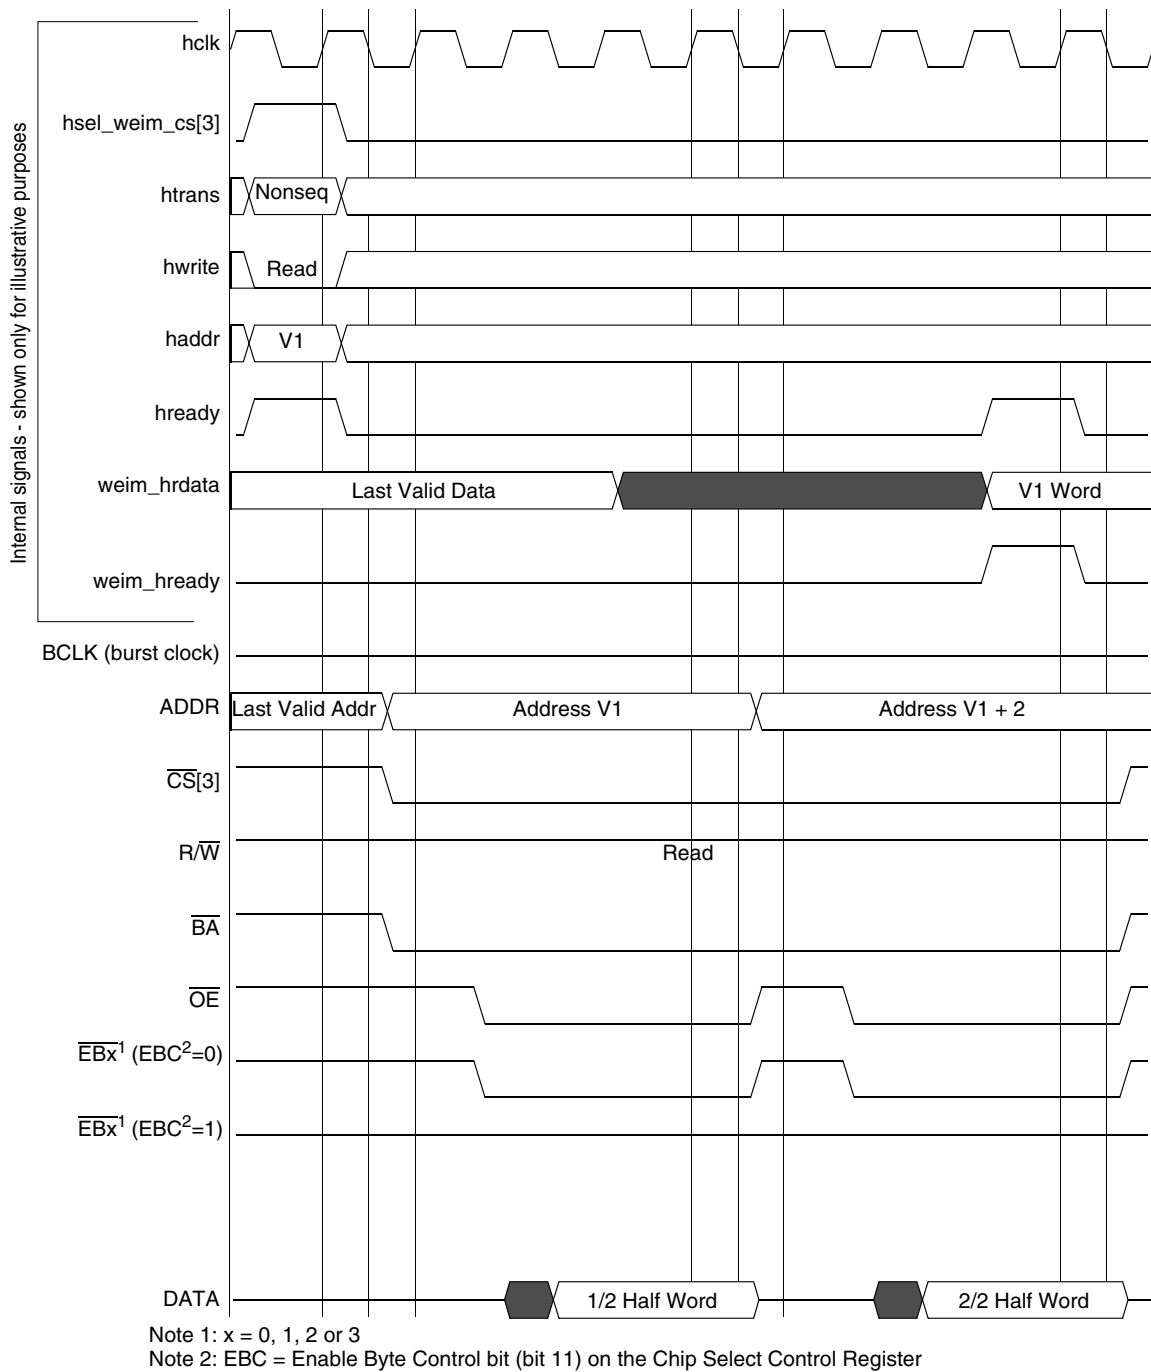 Internal signals - shown only for illustrative purposes
hclk
hsel_weim_cs[3]
htrans
Nonseq
hwrite
Read
haddr
V1
hready
weim_hrdata
Last Valid Data
V1 Word
weim_hready
BCLK (burst clock)
ADDR
Last Valid Addr
Address V1
Address V1 + 2
CS[3]
R/W
Read
BA
OE
EBx1 (EBC2=0)
EBx1 (EBC2=1)
DATA
1/2 Half Word
2/2 Half Word
Note 1: x = 0, 1, 2 or 3
Note 2: EBC = Enable Byte Control bit (bit 11) on the Chip Select Control Register